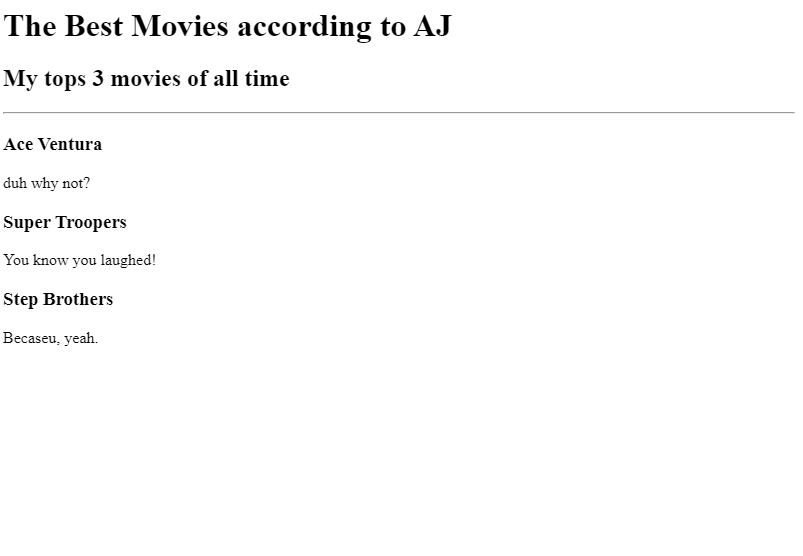 The Best Movies according to AJ
My tops 3 movies of all time
Ace Ventura
duh why not?
Super Troopers
You know you laughed!
Step Brothers
Becaseu, yeah.